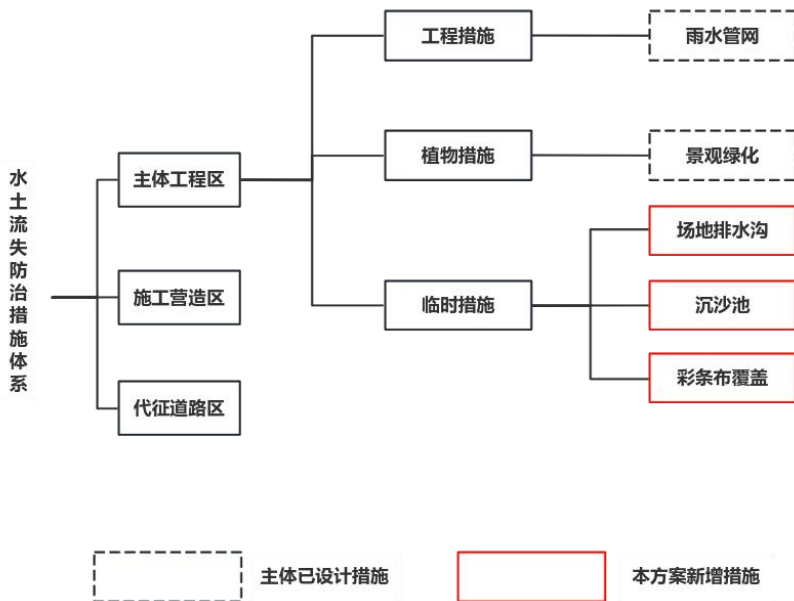 水土流失防治措施体系
主体工程区
施工营造区
代征道路区
工程措施
植物措施
临时措施
雨水管网
景观绿化
场地排水沟
沉沙池
彩条布覆盖
主体已设计措施
本方案新增措施